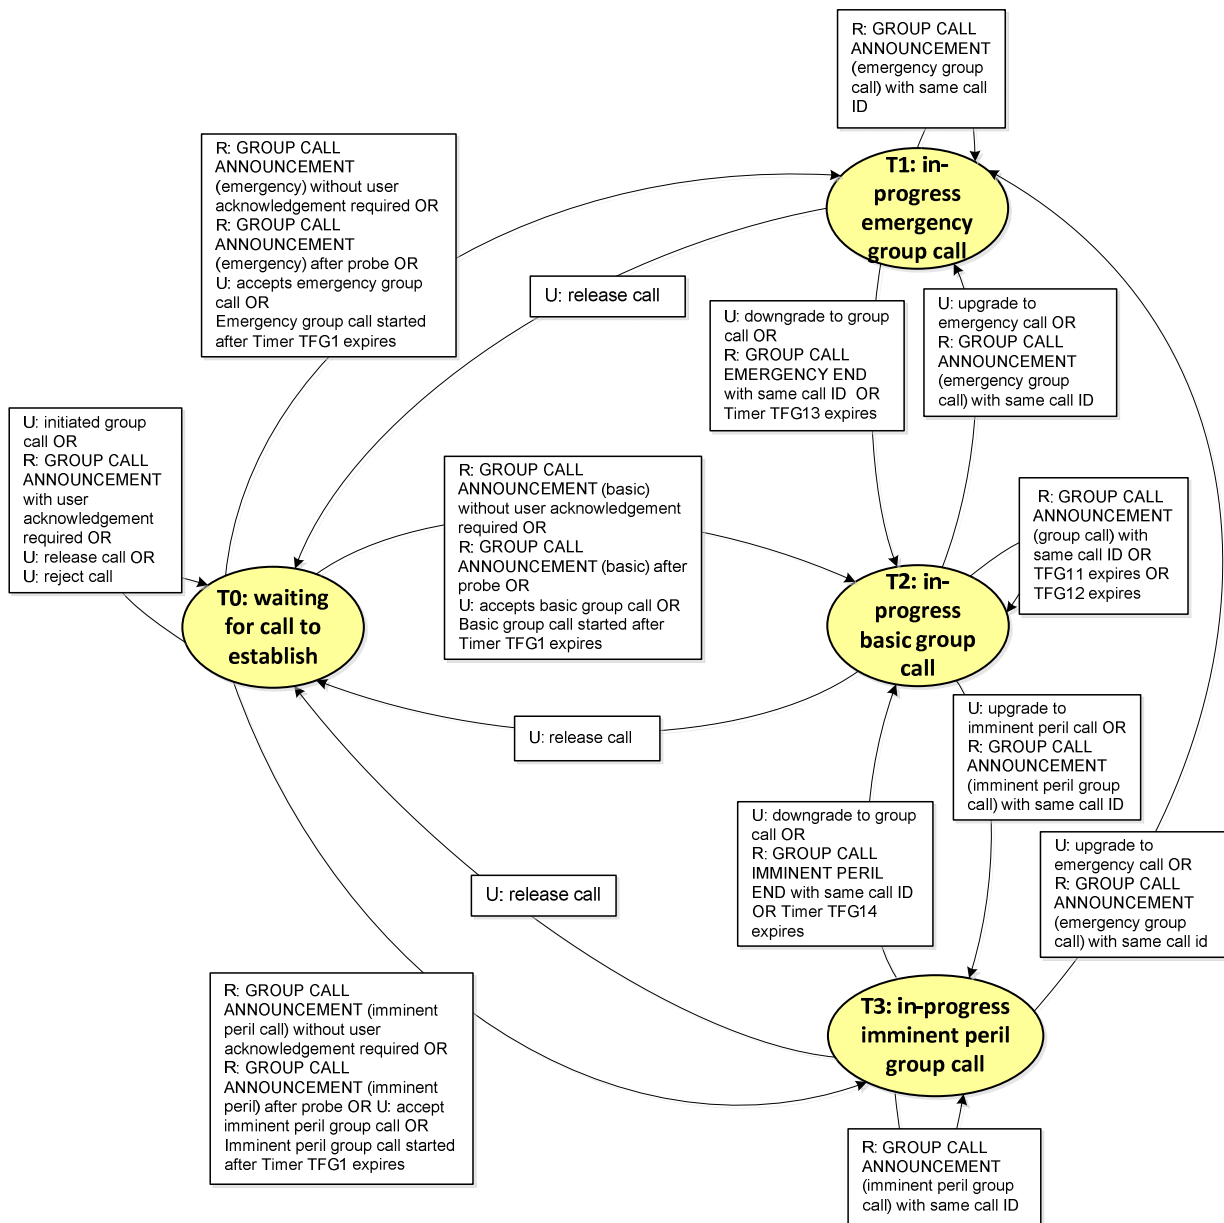 R: GROUP CALL
ANNOUNCEMENT
(emergency group
call) with same call
ID
R: GROUP CALL
ANNOUNCEMENT
(emergency) without user
acknowledgement required OR
R: GROUP CALL
ANNOUNCEMENT
(emergency) after probe OR
U: accepts emergency group
call OR
Emergency group call started
after Timer TFG1 expires
T1: in-
progress
emergency
group call
U: release call
U: downgrade to group
call OR
R: GROUP CALL
EMERGENCY END
with same call ID OR
Timer TFG13 expires
U: upgrade to
emergency call OR
R: GROUP CALL
ANNOUNCEMENT
(emergency group
call) with same call ID
U: initiated group
call OR
R: GROUP CALL
ANNOUNCEMENT
with user
acknowledgement
required OR
U: release call OR
U: reject call
R: GROUP CALL
ANNOUNCEMENT (basic)
without user acknowledgement
required OR
R: GROUP CALL
ANNOUNCEMENT (basic) after
probe OR
U: accepts basic group call OR
Basic group call started after
Timer TFG1 expires
R: GROUP CALL
ANNOUNCEMENT
(group call) with
same call ID OR
TFG11 expires OR
TFG12 expires
T0: waiting
for call to
establish
T2: in-
progress
basic group
call
U: release call
U: upgrade to
imminent peril call OR
R: GROUP CALL
ANNOUNCEMENT
(imminent peril group
call) with same call ID
U: downgrade to group
call OR
R: GROUP CALL
IMMINENT PERIL
END with same call ID
OR Timer TFG14
expires
U: upgrade to
emergency call OR
R: GROUP CALL
ANNOUNCEMENT
(emergency group
call) with same call id
U: release call
R: GROUP CALL
ANNOUNCEMENT (imminent
peril call) without user
acknowledgement required OR
R: GROUP CALL
ANNOUNCEMENT (imminent
peril) after probe OR U: accept
imminent peril group call OR
Imminent peril group call started
after Timer TFG1 expires
T3: in-progress
imminent peril
group call
R: GROUP CALL
ANNOUNCEMENT
(imminent peril group
call) with same call ID